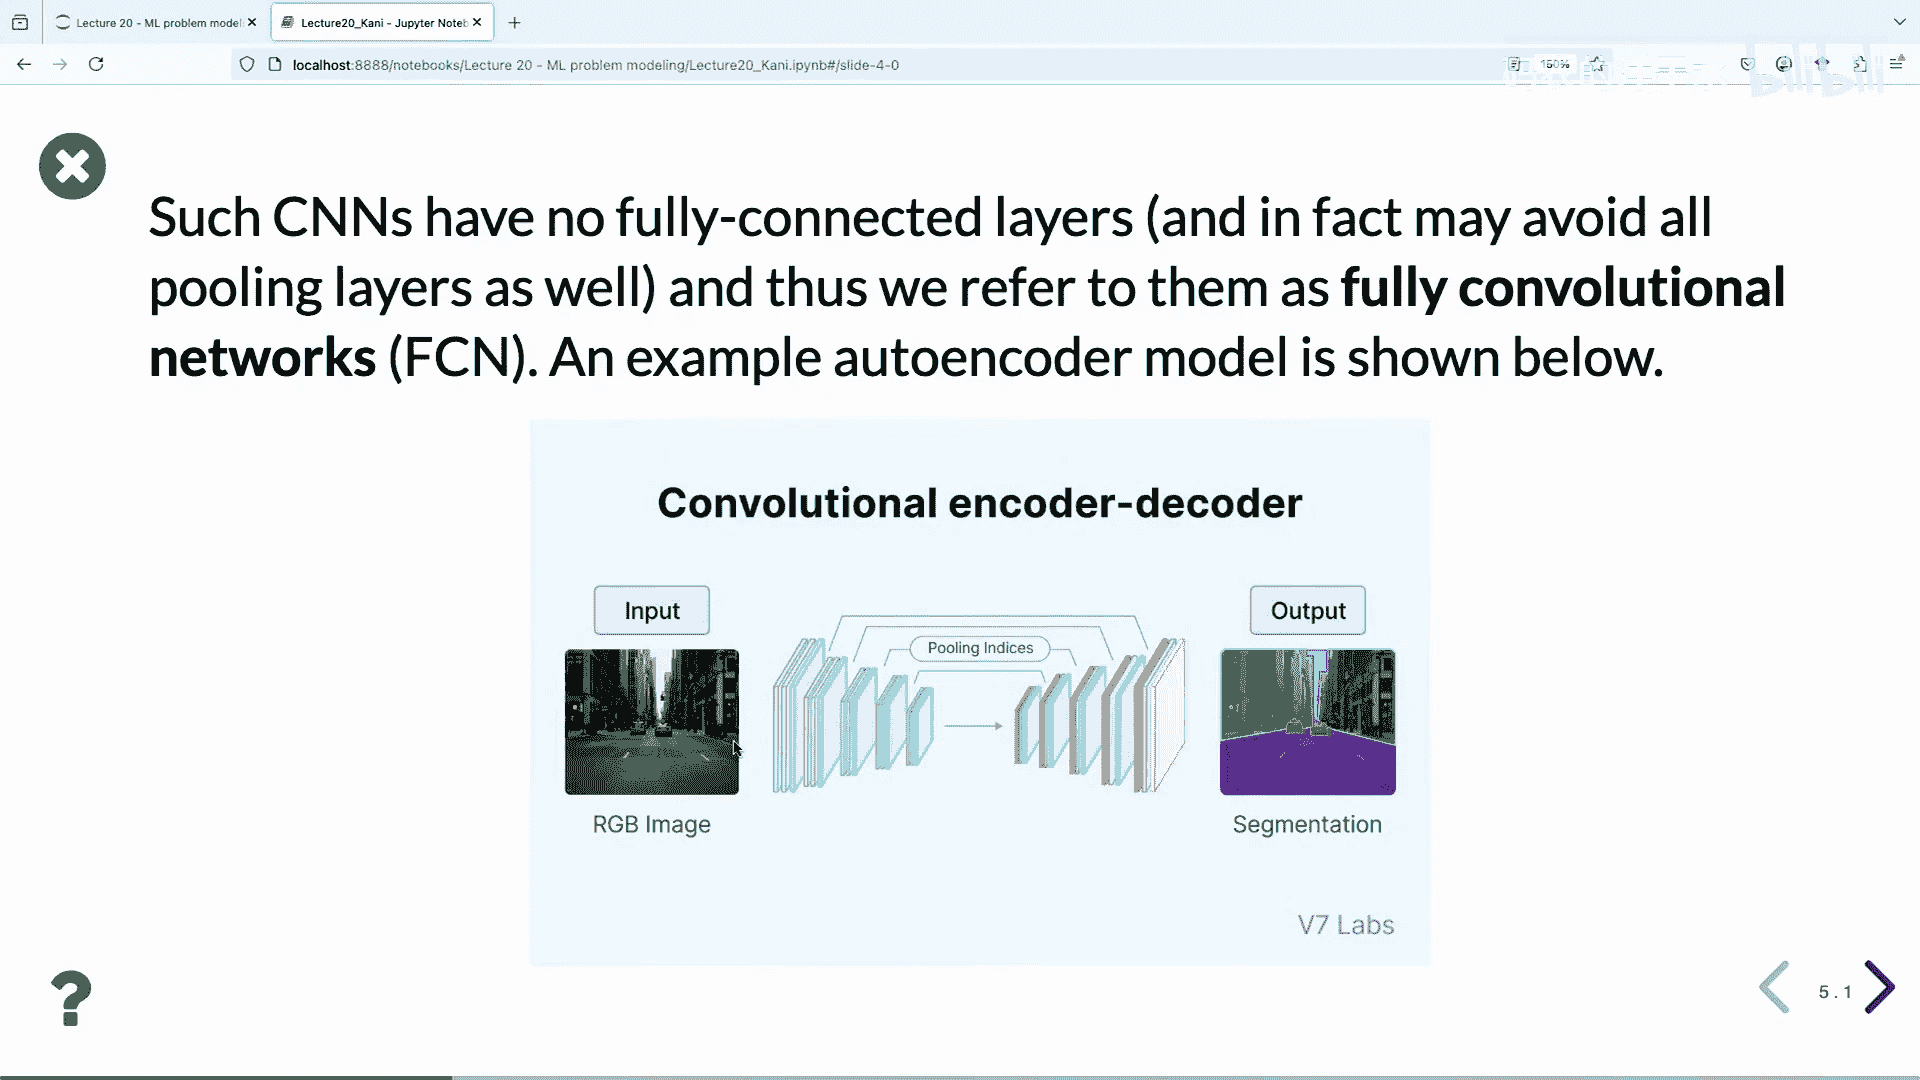 Lecture 20 - ML problem model
Lecture20_Kani - Jupyter Noteb
localhost:8888/notebooks/Lecture 20 - ML problem modeling/Lecture20_Kani.ipynb#/slide-4-0
150%
bilibili
Such CNNs have no fully-connected layers (and in fact may avoid all
pooling layers as well) and thus we refer to them as fully convolutional
networks (FCN). An example autoencoder model is shown below.
Convolutional encoder-decoder
Input
Output
Pooling Indices
RGB Image
Segmentation
V7 Labs
5.1